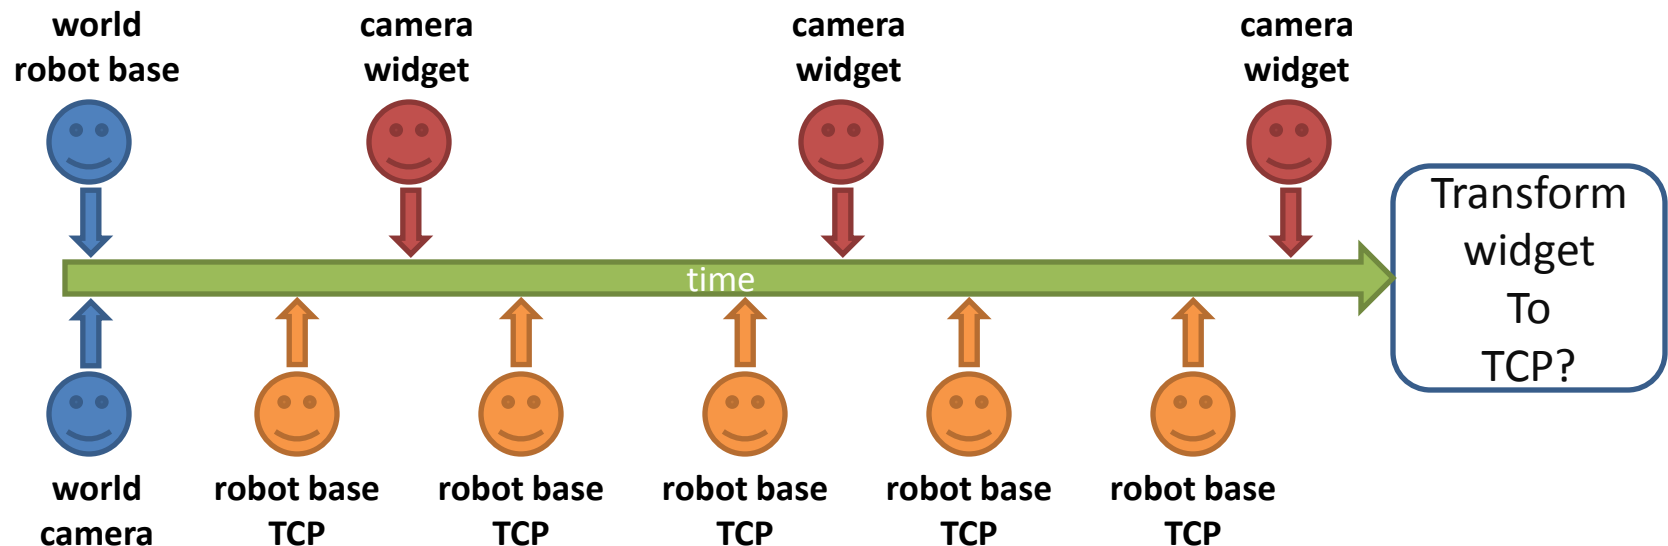 world
robot base
camera
widget
camera
widget
camera
widget
time
Transform
widget
To
TCP?
world
camera
robot base
TCP
robot base
TCP
robot base
TCP
robot base
TCP
robot base
TCP